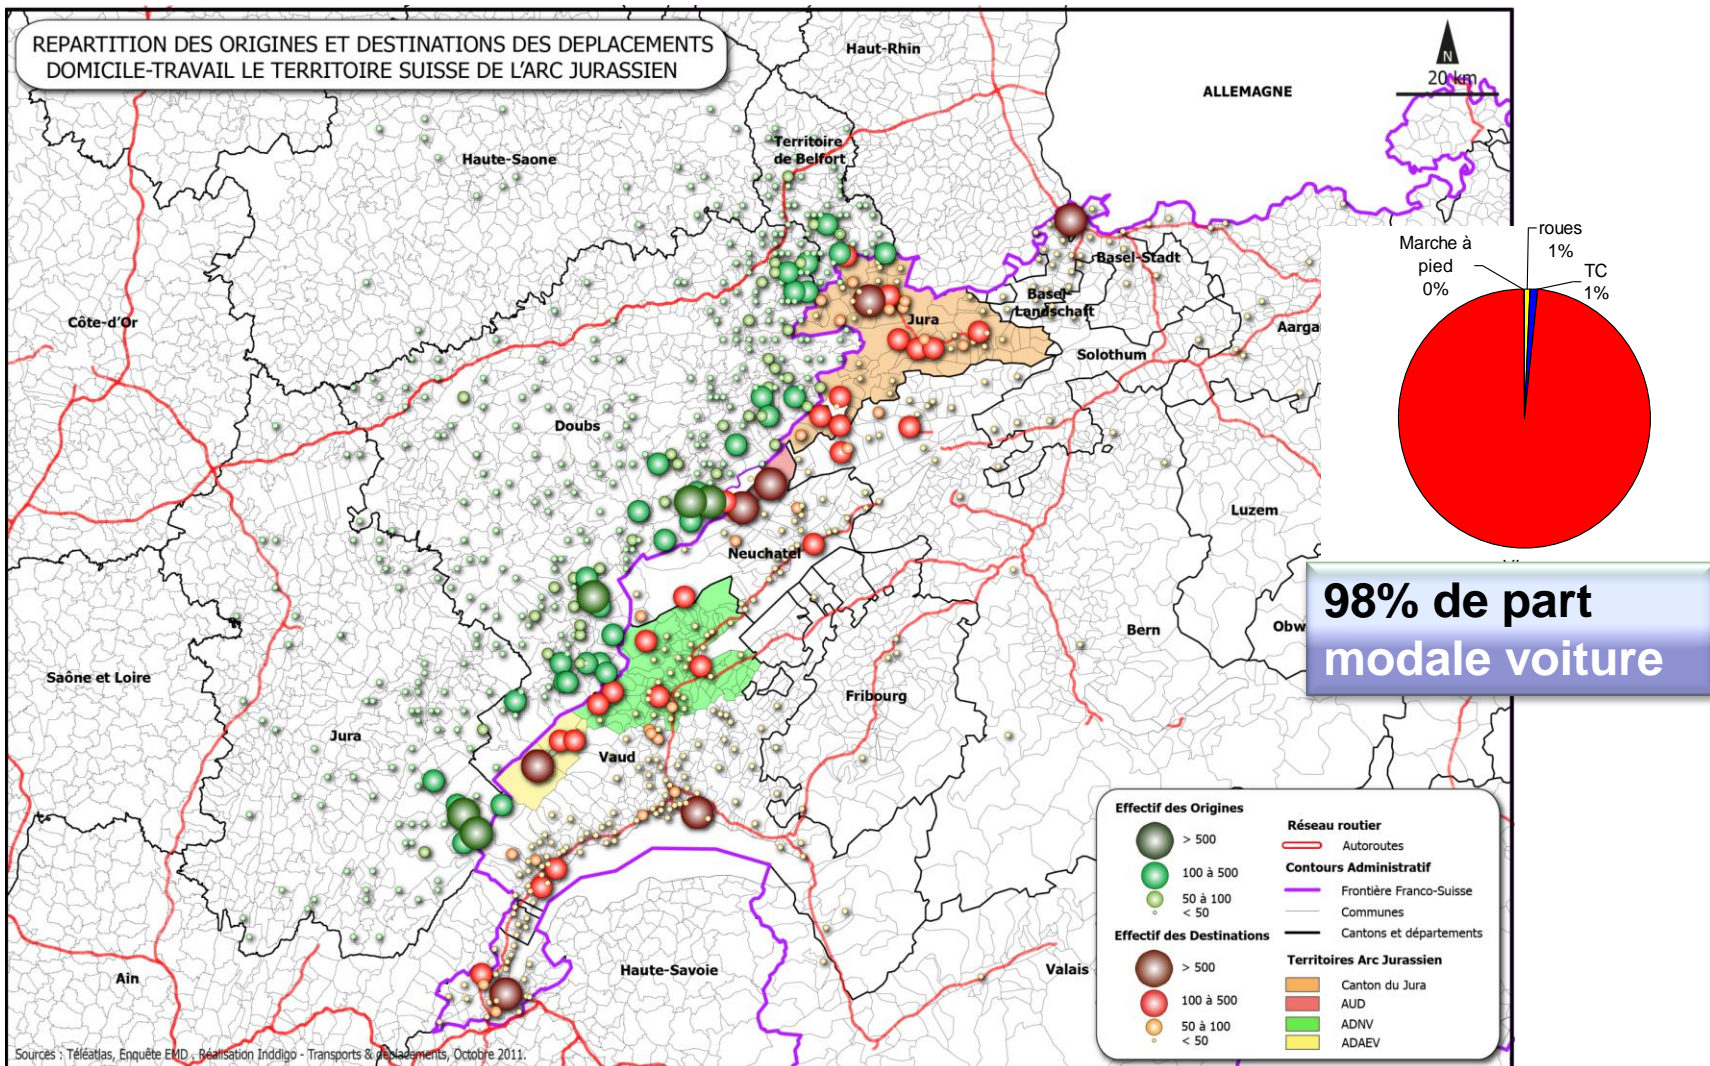 REPARTITION DES ORIGINES ET DESTINATIONS DES DEPLACEMENTS
DOMICILE-TRAVAIL LE TERRITOIRE SUISSE DE L'ARC JURASSIEN
N
20 km
Haut-Rhin
ALLEMAGNE
Haute-Saone
Territoire
de Belfort
Basel-Stadt
Basel-
Landschaft
Côte-d'Or
Jura
Aarga
Solothurn
Doubs
Luzern
Neuchatel
Bern
Obw
Saône et Loire
Fribourg
Jura
Vaud
Ain
Haute-Savoie
Valais
Marche à
pied
0%
roues
1%
TC
1%
98% de part
modale voiture
Effectif des Origines
> 500
100 à 500
50 à 100
< 50
Effectif des Destinations
> 500
100 à 500
50 à 100
< 50
Réseau routier
Autoroutes
Contours Administratif
Frontière Franco-Suisse
Communes
Cantons et départements
Territoires Arc Jurassien
Canton du Jura
AUD
ADNV
ADAEV
Sources : Téléatlas, Enquête EMD , Réalisation Inddigo - Transports & déplacements, Octobre 2011.